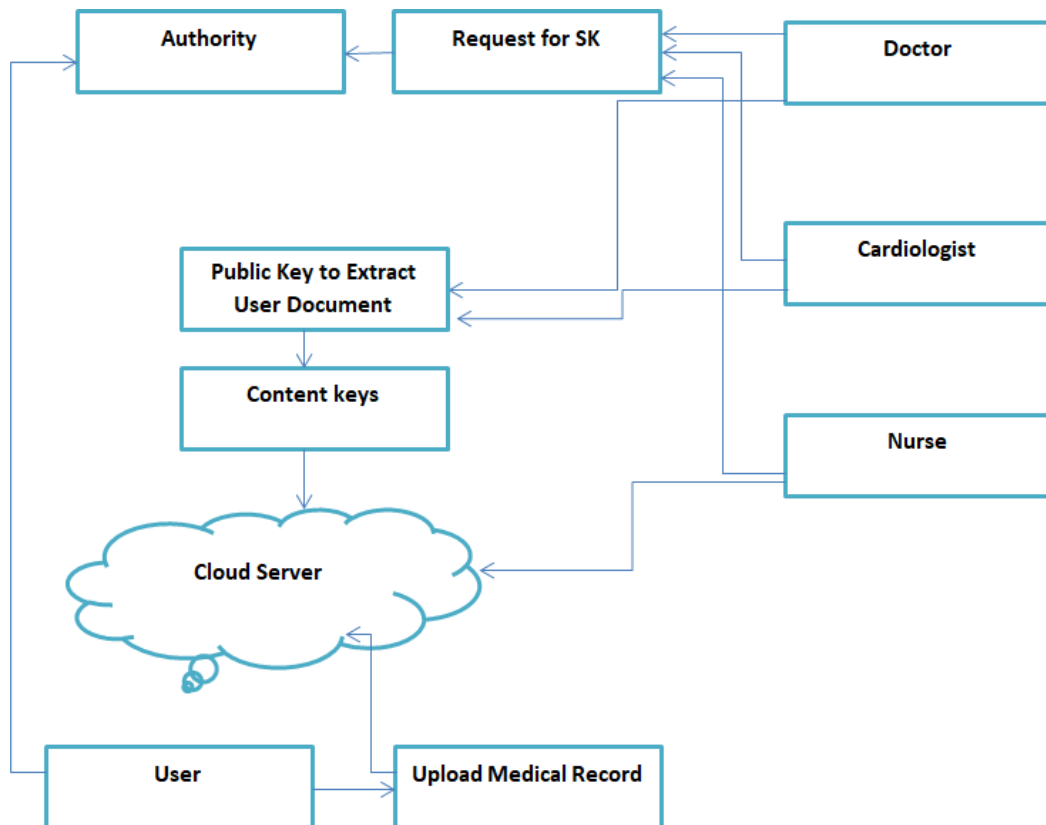 Authority
Request for SK
Doctor
Cardiologist
Public Key to Extract
User Document
Content keys
Nurse
Cloud Server
User
Upload Medical Record